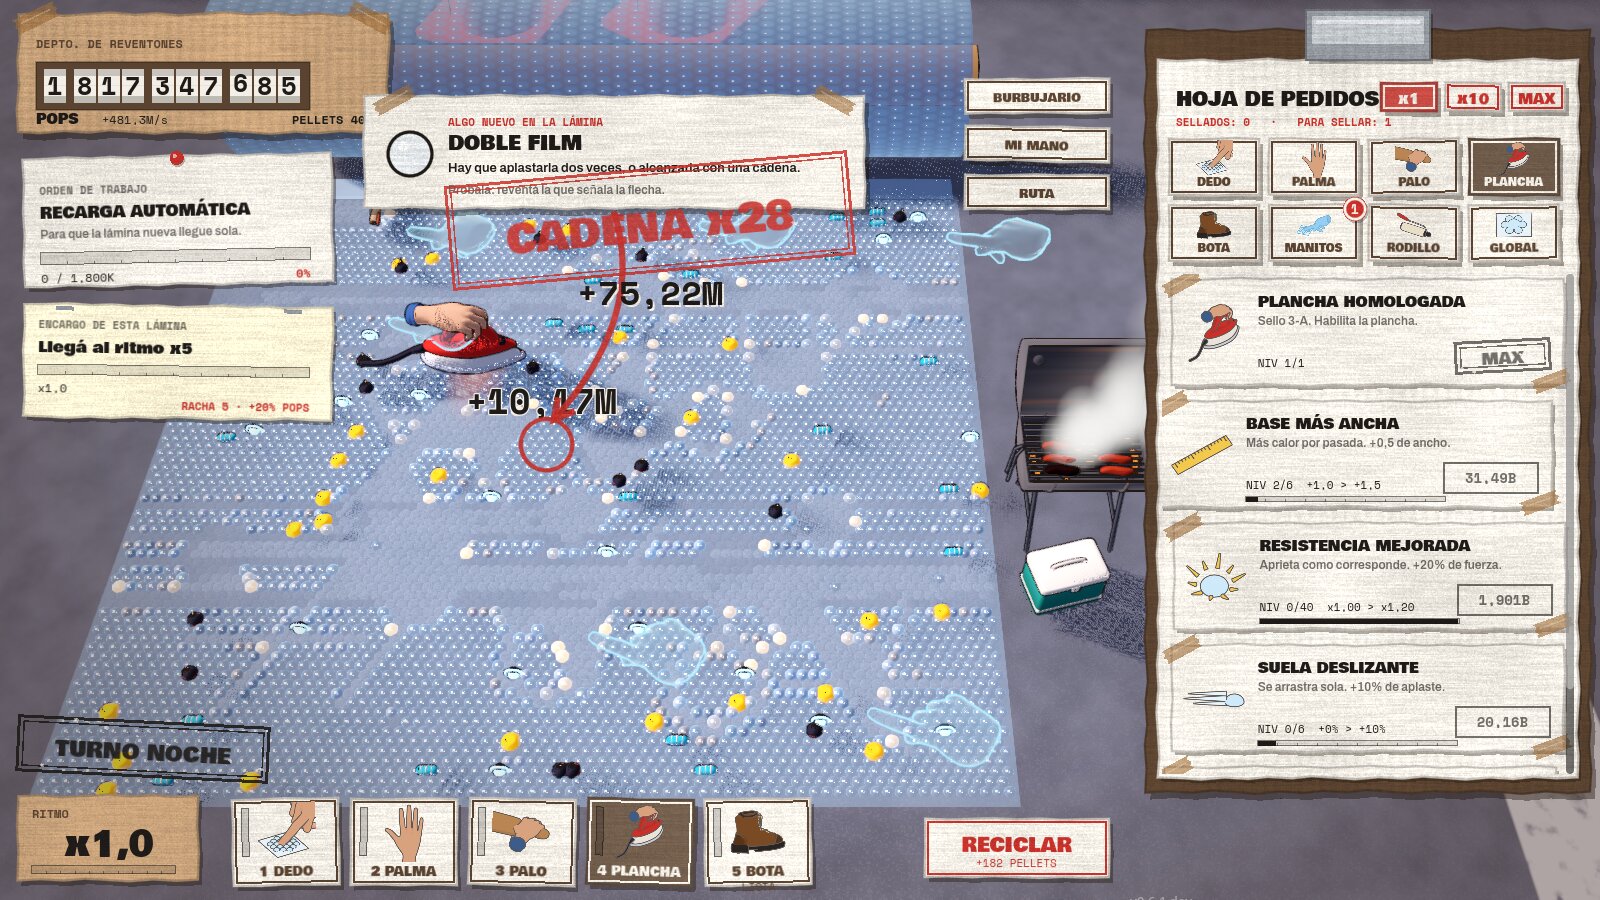 DEPTO. DE REVENTONES
1 817 347 685
POPS +481.3M/s PELLETS 40
ORDEN DE TRABAJO
RECARGA AUTOMÁTICA
Para que la lámina nueva llegue sola.
0 / 1.800K 0%
ENCARGO DE ESTA LÁMINA
Llegá al ritmo x5
x1,0
RACHA 5 · +20% POPS
ALGO NUEVO EN LA LÁMINA
DOBLE FILM
Hay que aplastarla dos veces, o alcanzarla con una cadena.
Probala: reventá la que señala la flecha.
CADENA x28
+75,22M
+10,17M
BURBUJARIO
MI MANO
RUTA
HOJA DE PEDIDOS x1 x10 MAX
SELLADOS: 0 · PARA SELLAR: 1
DEDO PALMA PALO PLANCHA
1
BOTA MANITOS RODILLO GLOBAL
PLANCHA HOMOLOGADA
Sello 3-A. Habilita la plancha.
NIV 1/1 MAX
BASE MÁS ANCHA
Más calor por pasada. +0,5 de ancho.
NIV 2/6 +1,0 > +1,5 31,49B
RESISTENCIA MEJORADA
Aprieta como corresponde. +20% de fuerza.
NIV 0/40 x1,00 > x1,20 1,901B
SUELA DESLIZANTE
Se arrastra sola. +10% de aplaste.
NIV 0/6 +0% > +10% 20,16B
TURNO NOCHE
RITMO
x1,0
1 DEDO 2 PALMA 3 PALO 4 PLANCHA 5 BOTA
RECICLAR
+182 PELLETS